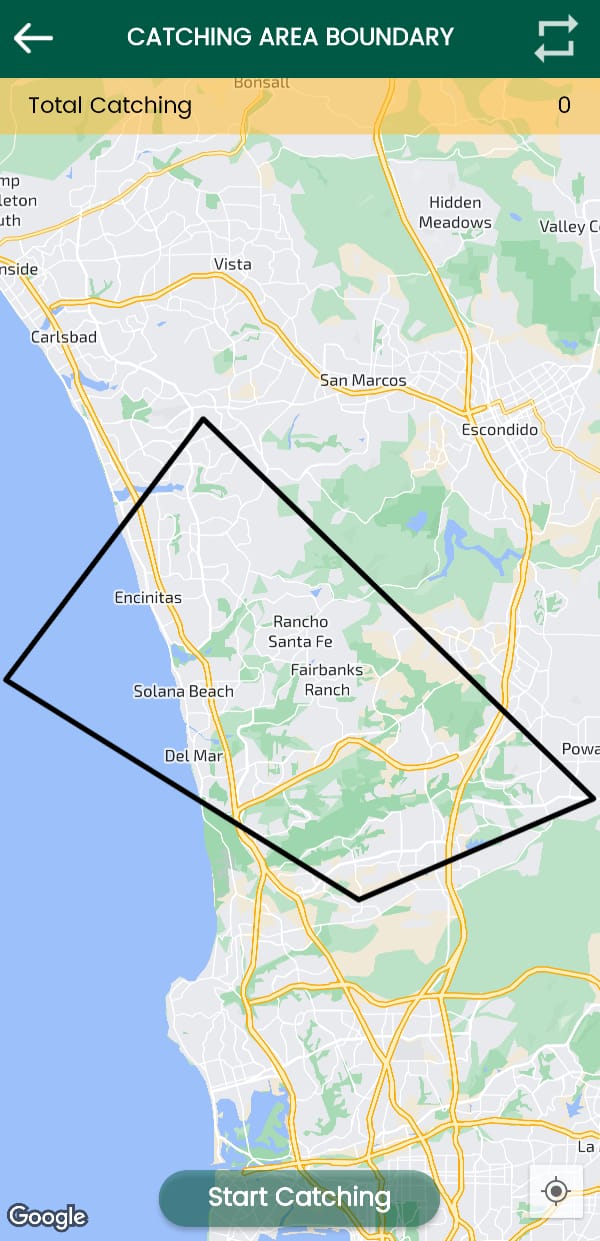 CATCHING AREA BOUNDARY
Bonsall
Total Catching 0
mp
leton
uth
Hidden
Meadows
Valley C
nside
Vista
Carlsbad
San Marcos
Escondido
Encinitas
Rancho
Santa Fe
Fairbanks
Ranch
Solana Beach
Del Mar
Powa
La
Start Catching
Google